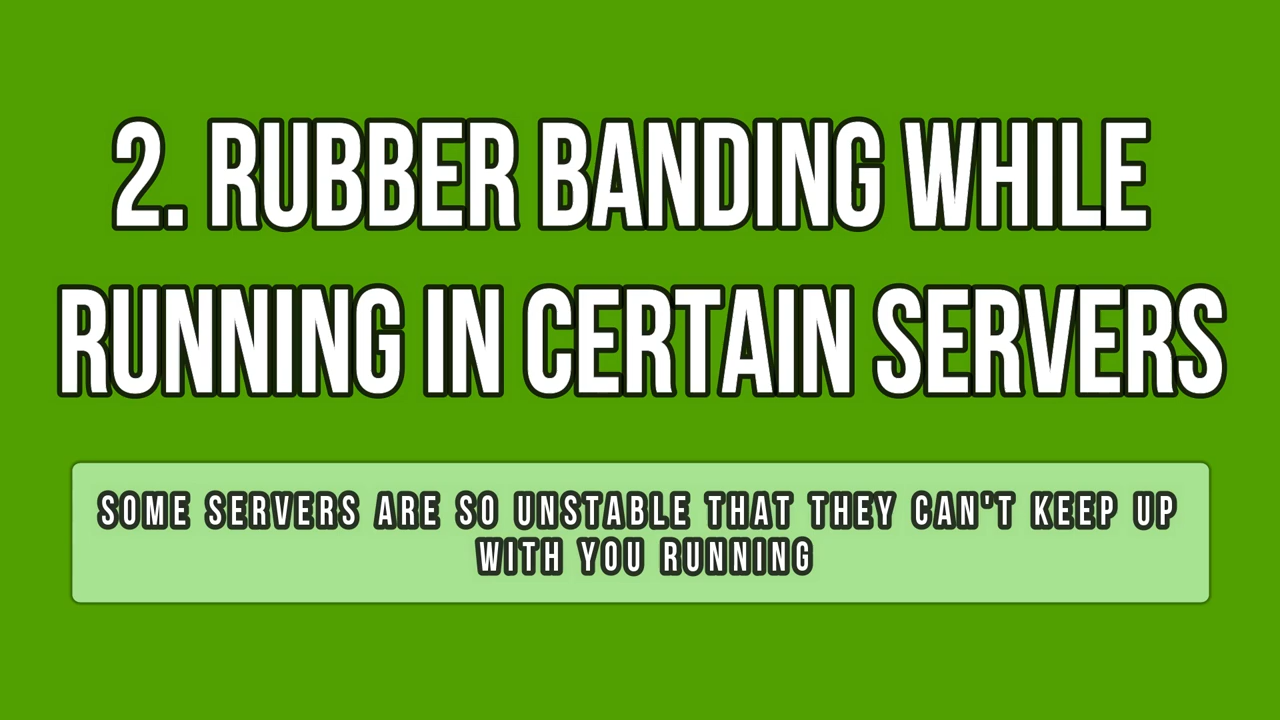 2. RUBBER BANDING WHILE
RUNNING IN CERTAIN SERVERS
SOME SERVERS ARE SO UNSTABLE THAT THEY CAN'T KEEP UP
WITH YOU RUNNING